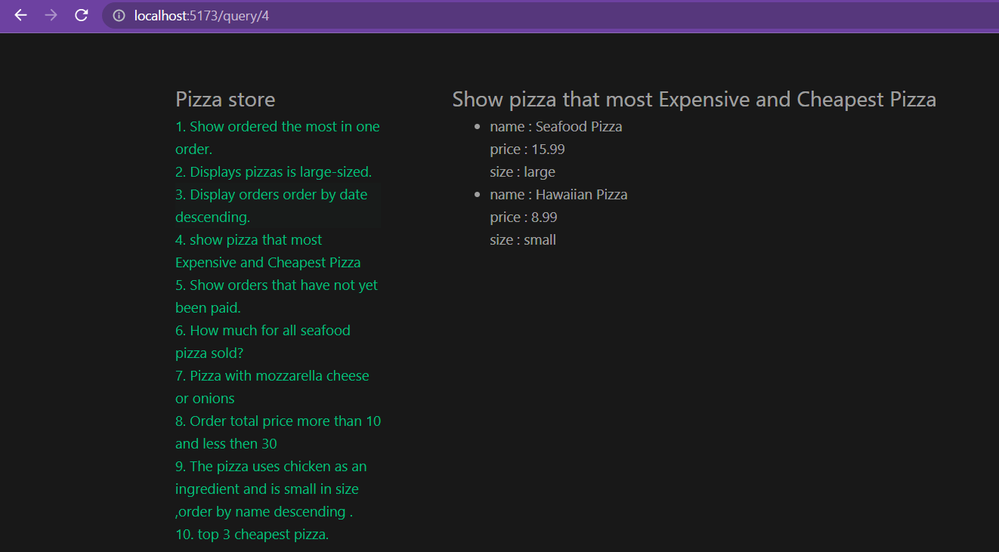 localhost:5173/query/4
Pizza store
1. Show ordered the most in one
order.
2. Displays pizzas is large-sized.
3. Display orders order by date
descending.
4. show pizza that most
Expensive and Cheapest Pizza
5. Show orders that have not yet
been paid.
6. How much for all seafood
pizza sold?
7. Pizza with mozzarella cheese
or onions
8. Order total price more than 10
and less then 30
9. The pizza uses chicken as an
ingredient and is small in size
,order by name descending .
10. top 3 cheapest pizza.
Show pizza that most Expensive and Cheapest Pizza
name : Seafood Pizza
price : 15.99
size : large
name : Hawaiian Pizza
price : 8.99
size : small